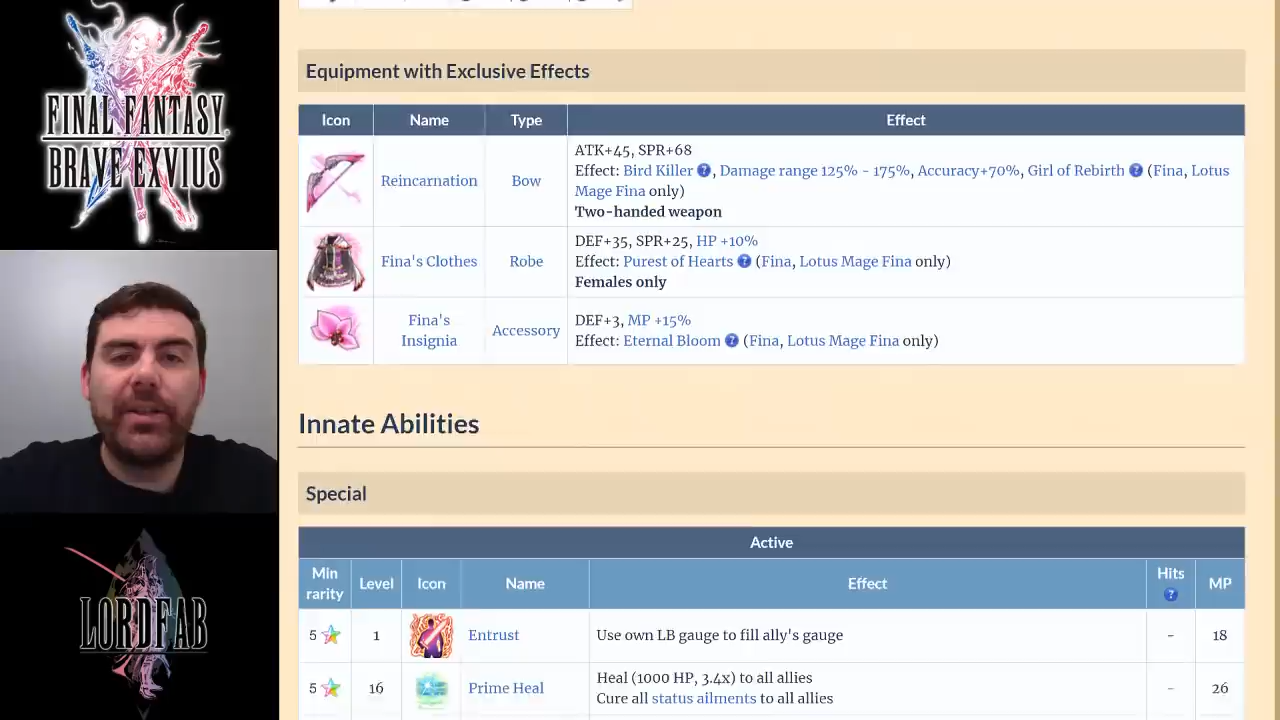 FINAL FANTASY
BRAVE EXVIUS
LORDFAB
Equipment with Exclusive Effects
Icon Name Type Effect
Reincarnation Bow
ATK+45, SPR+68
Effect: Bird Killer ?, Damage range 125% - 175%, Accuracy+70%, Girl of Rebirth ? (Fina, Lotus
Mage Fina only)
Two-handed weapon
Fina's Clothes Robe
DEF+35, SPR+25, HP +10%
Effect: Purest of Hearts ? (Fina, Lotus Mage Fina only)
Females only
Fina's
Insignia
Accessory
DEF+3, MP +15%
Effect: Eternal Bloom ? (Fina, Lotus Mage Fina only)
Innate Abilities
Special
Active
Min
rarity
Level Icon Name Effect
Hits
?
MP
5 1 Entrust Use own LB gauge to fill ally's gauge - 18
5 16 Prime Heal
Heal (1000 HP, 3.4x) to all allies
Cure all status ailments to all allies
- 26